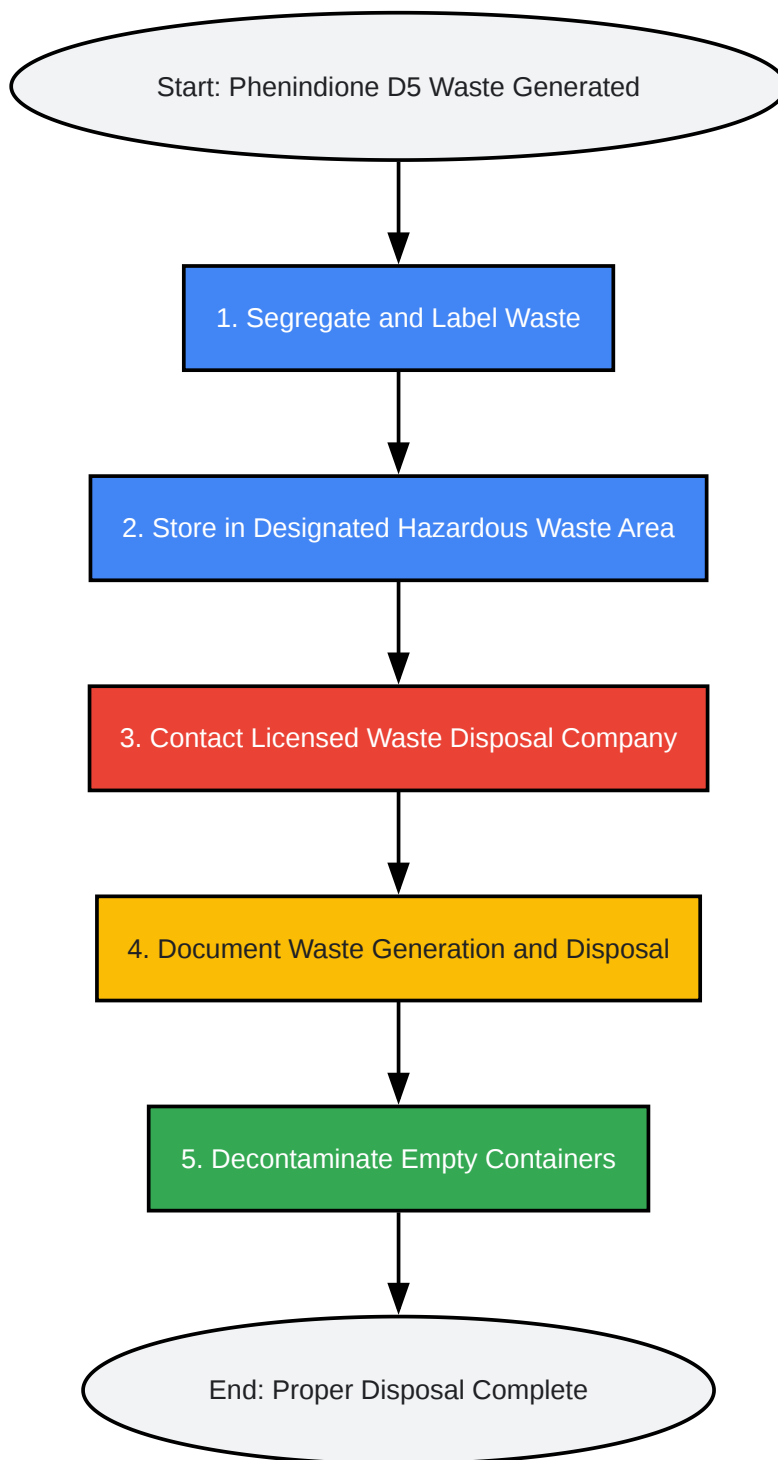 Start: Phenindione D5 Waste Generated
1. Segregate and Label Waste
2. Store in Designated Hazardous Waste Area
3. Contact Licensed Waste Disposal Company
4. Document Waste Generation and Disposal
5. Decontaminate Empty Containers
End: Proper Disposal Complete